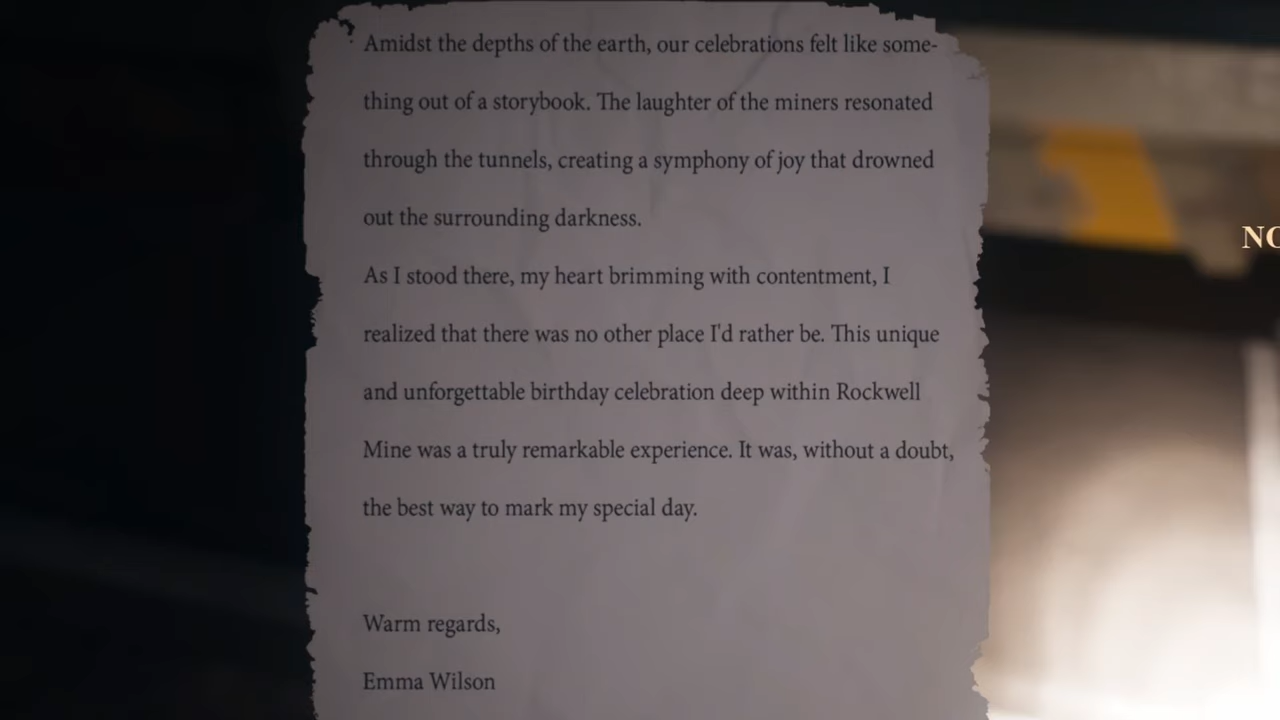 Amidst the depths of the earth, our celebrations felt like some-
thing out of a storybook. The laughter of the miners resonated
through the tunnels, creating a symphony of joy that drowned
out the surrounding darkness.
As I stood there, my heart brimming with contentment, I
realized that there was no other place I'd rather be. This unique
and unforgettable birthday celebration deep within Rockwell
Mine was a truly remarkable experience. It was, without a doubt,
the best way to mark my special day.
Warm regards,
Emma Wilson